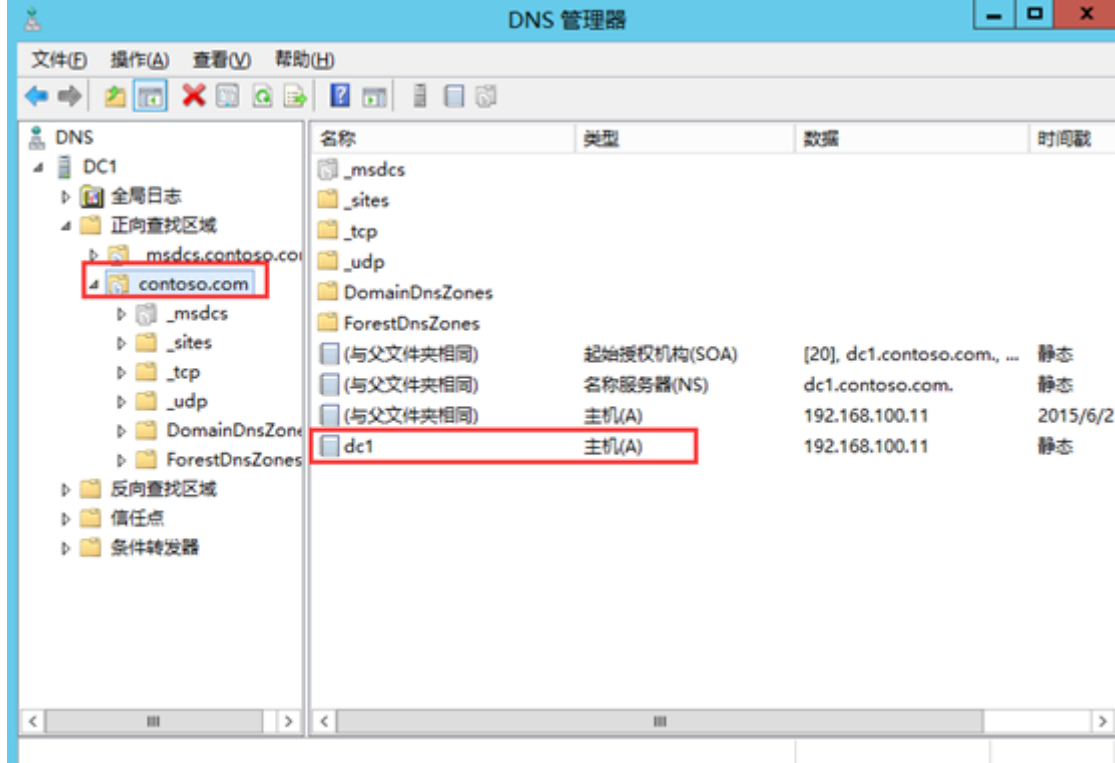 DNS 管理器
文件(F) 操作(A) 查看(V) 帮助(H)
DNS
DC1
全局日志
正向查找区域
_msdcs.contoso.co
contoso.com
_msdcs
_sites
_tcp
_udp
DomainDnsZone
ForestDnsZones
反向查找区域
信任点
条件转发器
名称 类型 数据 时间戳
_msdcs
_sites
_tcp
_udp
DomainDnsZones
ForestDnsZones
(与父文件夹相同) 起始授权机构(SOA) [20], dc1.contoso.com., ... 静态
(与父文件夹相同) 名称服务器(NS) dc1.contoso.com. 静态
(与父文件夹相同) 主机(A) 192.168.100.11 2015/6/2
dc1 主机(A) 192.168.100.11 静态